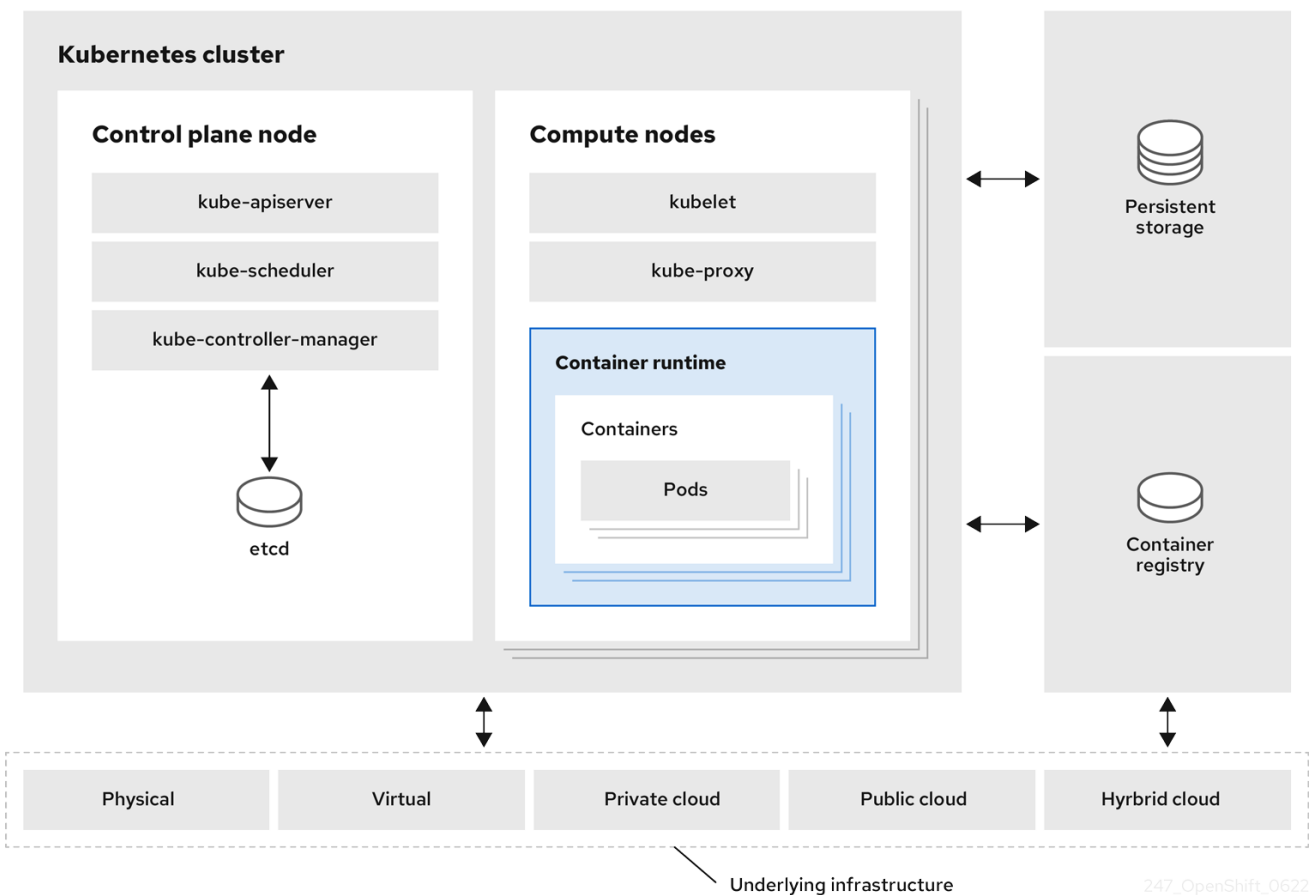 Kubernetes cluster
Control plane node
kube-apiserver
kube-scheduler
kube-controller-manager
etcd
Compute nodes
kubelet
kube-proxy
Container runtime
Containers
Pods
Persistent
storage
Container
registry
Physical
Virtual
Private cloud
Public cloud
Hyrbrid cloud
Underlying infrastructure
247_OpenShift_0622